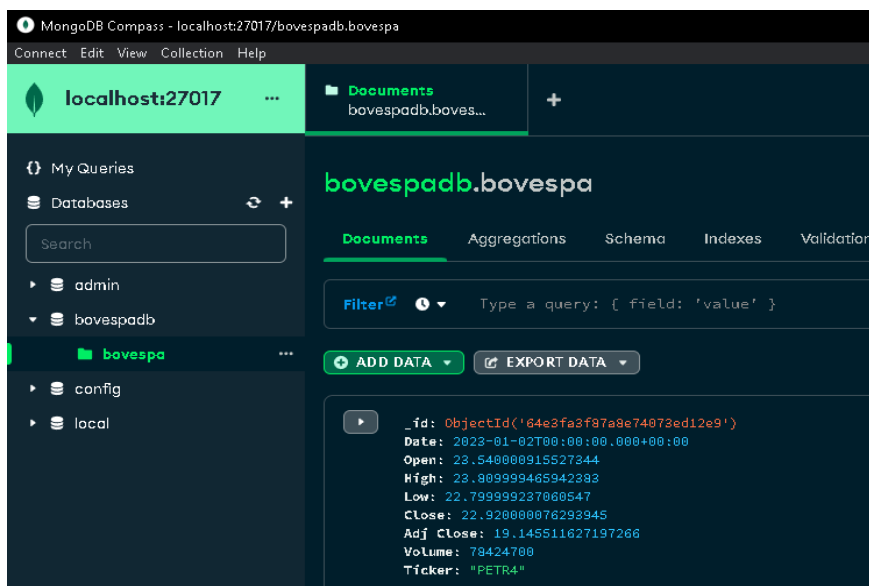 MongoDB Compass - localhost:27017/bovespadb.bovespa
Connect Edit View Collection Help
localhost:27017 ...
Documents
bovespadb.boves...
+
{} My Queries
Databases
Search
admin
bovespadb
bovespa ...
config
local
bovespadb.bovespa
Documents Aggregations Schema Indexes Validation
Filter Type a query: { field: 'value' }
ADD DATA EXPORT DATA
_id: ObjectId('64e3fa3f87a8e74073ed12e9')
Date: 2023-01-02T00:00:00.000+00:00
Open: 23.540000915527344
High: 23.809999465942383
Low: 22.799999237060547
Close: 22.920000076293945
Adj Close: 19.145511627197266
Volume: 78424700
Ticker: "PETR4"